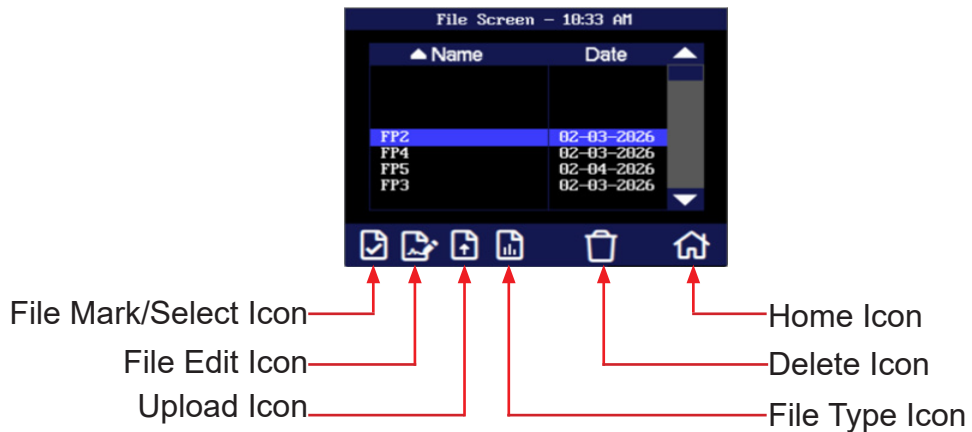 File Screen - 10:33 AM
Name Date
FP2 02-03-2026
FP4 02-03-2026
FP5 02-04-2026
FP3 02-03-2026
File Mark/Select Icon
Home Icon
File Edit Icon
Delete Icon
Upload Icon
File Type Icon